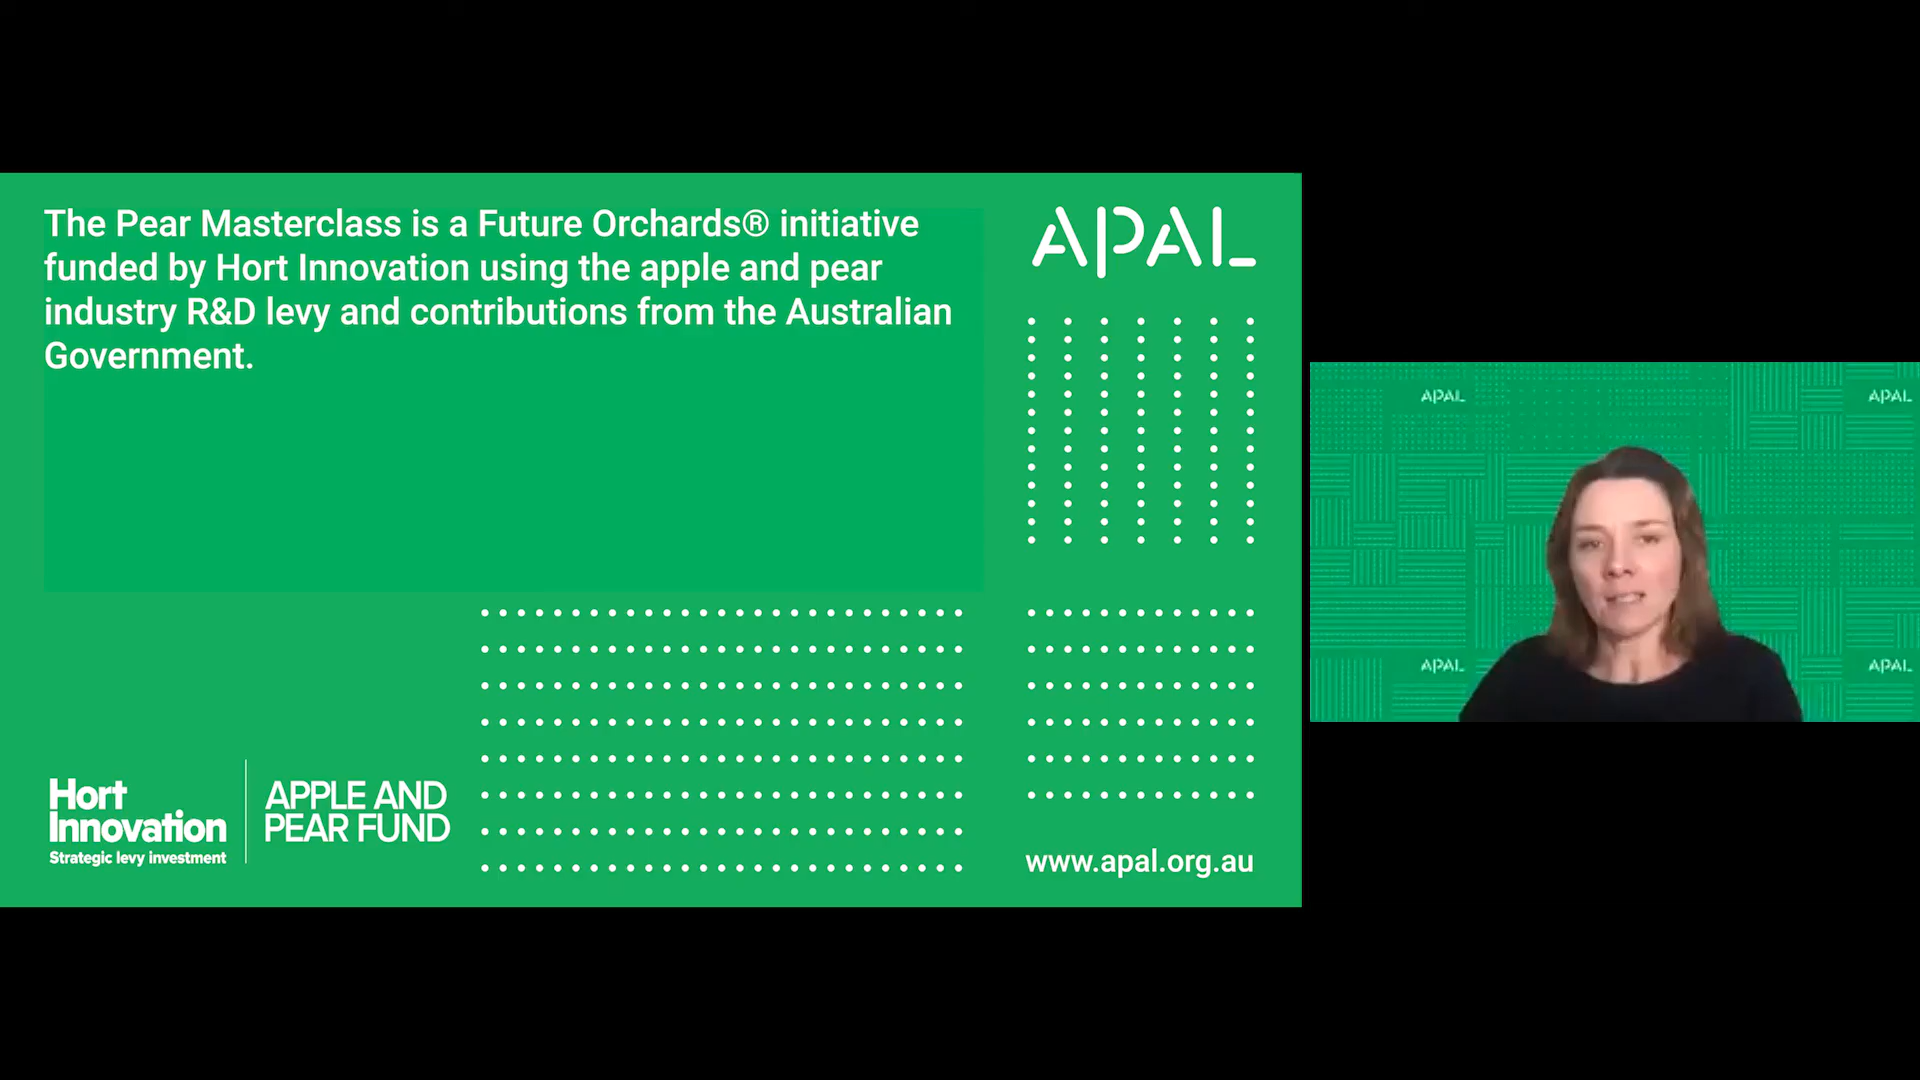 The Pear Masterclass is a Future Orchards® initiative
funded by Hort Innovation using the apple and pear
industry R&D levy and contributions from the Australian
Government.
APAL
Hort
Innovation
Strategic levy investment
APPLE AND
PEAR FUND
www.apal.org.au
APAL
APAL
APAL
APAL